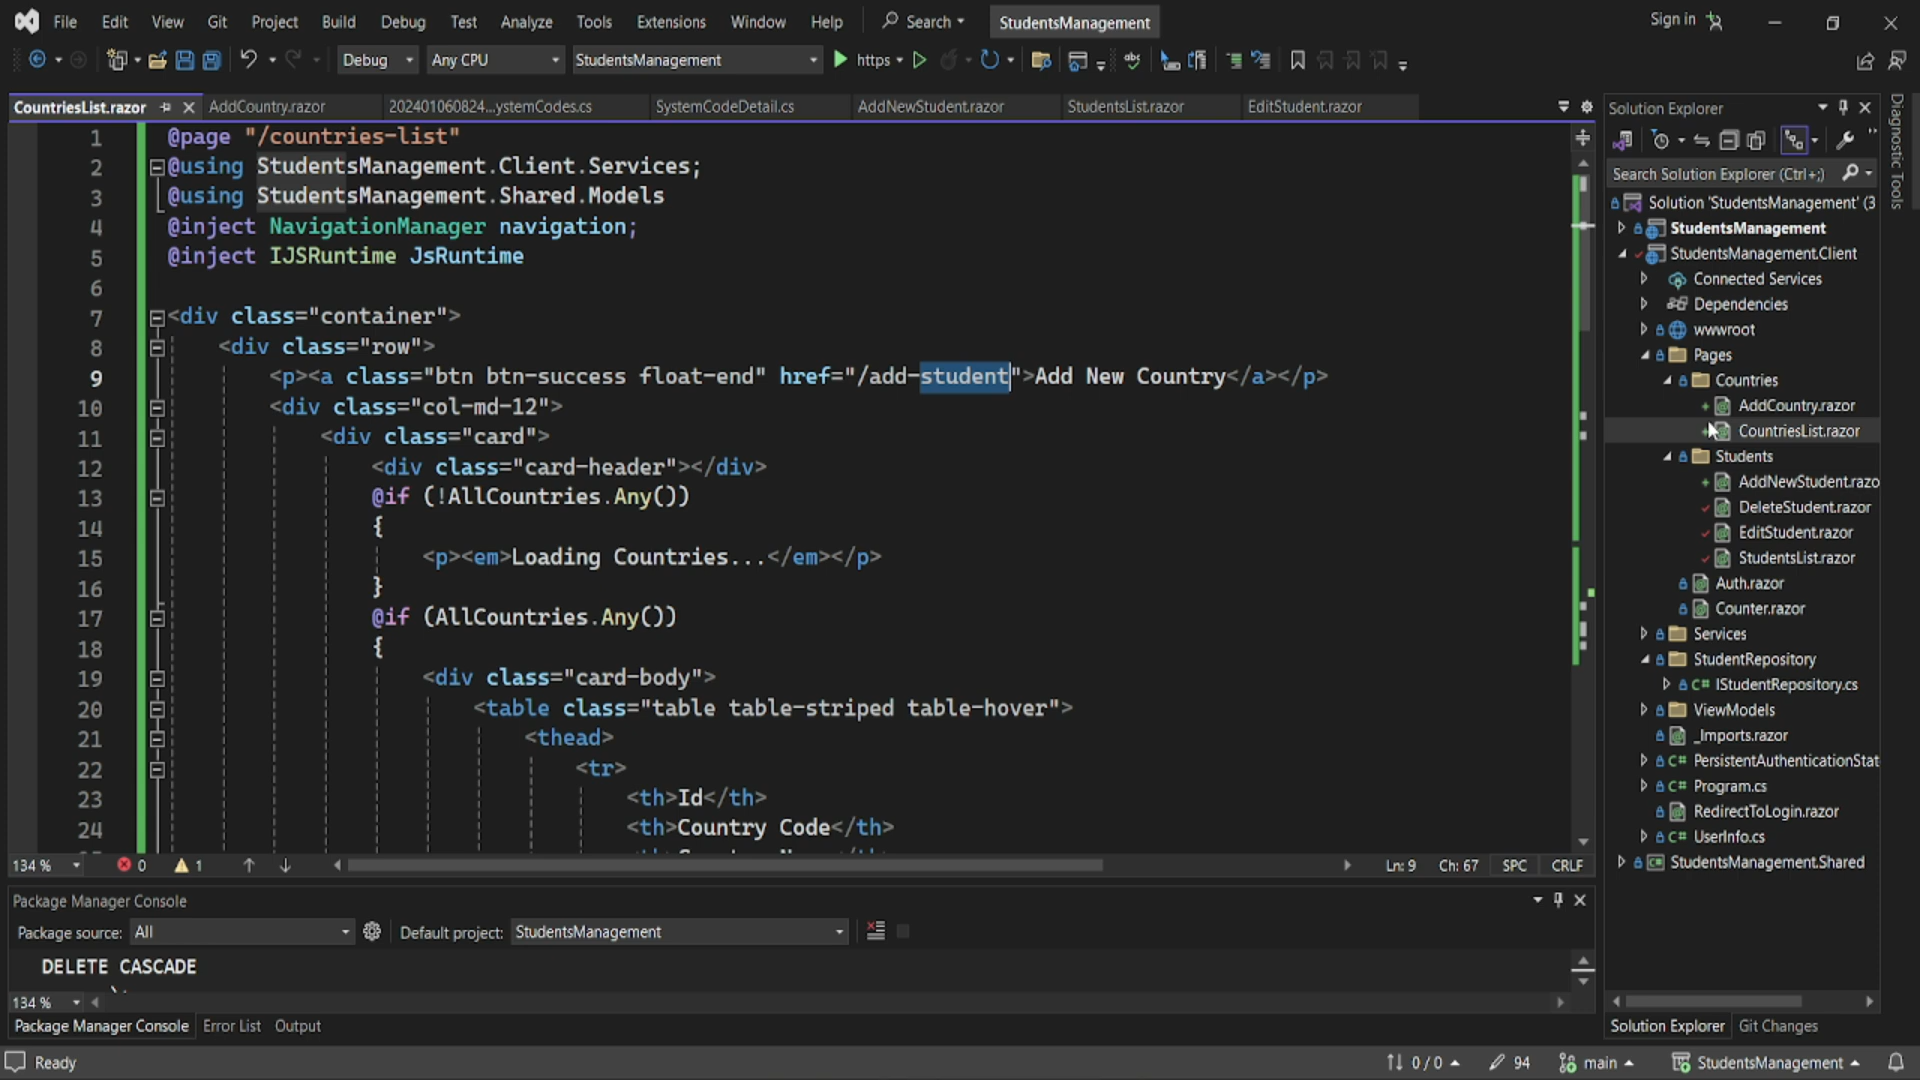 File Edit View Git Project Build Debug Test Analyze Tools Extensions Window Help Search StudentsManagement Sign in
Debug Any CPU StudentsManagement https
CountriesList.razor AddCountry.razor 202401060824...ystemCodes.cs SystemCodeDetail.cs AddNewStudent.razor StudentsList.razor EditStudent.razor
1 @page "/countries-list"
2 @using StudentsManagement.Client.Services;
3 @using StudentsManagement.Shared.Models
4 @inject NavigationManager navigation;
5 @inject IJSRuntime JsRuntime
6
7 <div class="container">
8 <div class="row">
9 <p><a class="btn btn-success float-end" href="/add-student">Add New Country</a></p>
10 <div class="col-md-12">
11 <div class="card">
12 <div class="card-header"></div>
13 @if (!AllCountries.Any())
14 {
15 <p><em>Loading Countries...</em></p>
16 }
17 @if (AllCountries.Any())
18 {
19 <div class="card-body">
20 <table class="table table-striped table-hover">
21 <thead>
22 <tr>
23 <th>Id</th>
24 <th>Country Code</th>
134 % 0 1 Ln: 9 Ch: 67 SPC CRLF
Package Manager Console
Package source: All Default project: StudentsManagement
DELETE CASCADE
134 %
Package Manager Console Error List Output
Solution Explorer
Search Solution Explorer (Ctrl+;)
Solution 'StudentsManagement' (3
StudentsManagement
StudentsManagement.Client
Connected Services
Dependencies
wwwroot
Pages
Countries
AddCountry.razor
CountriesList.razor
Students
AddNewStudent.razo
DeleteStudent.razor
EditStudent.razor
StudentsList.razor
Auth.razor
Counter.razor
Services
StudentRepository
C# IStudentRepository.cs
ViewModels
_Imports.razor
C# PersistentAuthenticationStat
C# Program.cs
RedirectToLogin.razor
C# UserInfo.cs
StudentsManagement.Shared
Solution Explorer Git Changes
Diagnostic Tools
Ready 0 / 0 94 main StudentsManagement